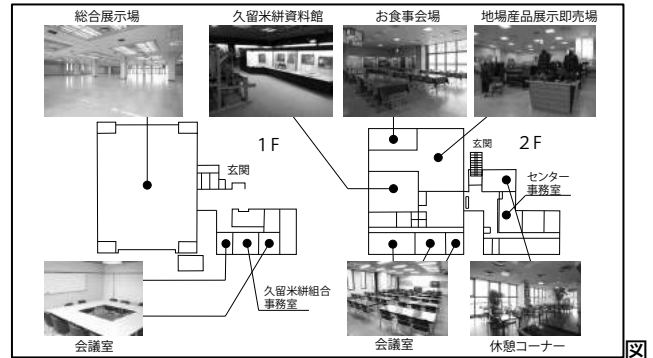 総合展示場
久留米絣資料館
お食事会場
地場産品展示即売場
1F
玄関
玄関
2F
センター
事務室
久留米絣組合
事務室
会議室
会議室
休憩コーナー
図